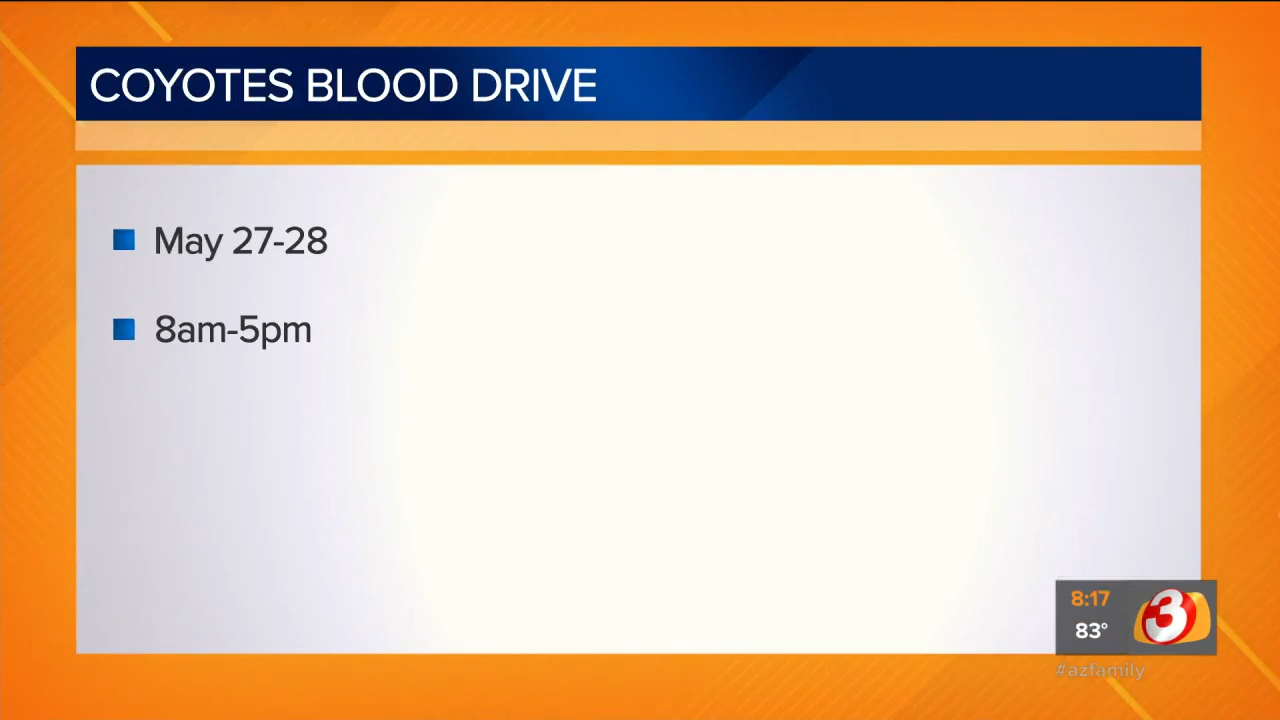 COYOTES BLOOD DRIVE
May 27-28
8am-5pm
8:17
83°
3
#azfamily